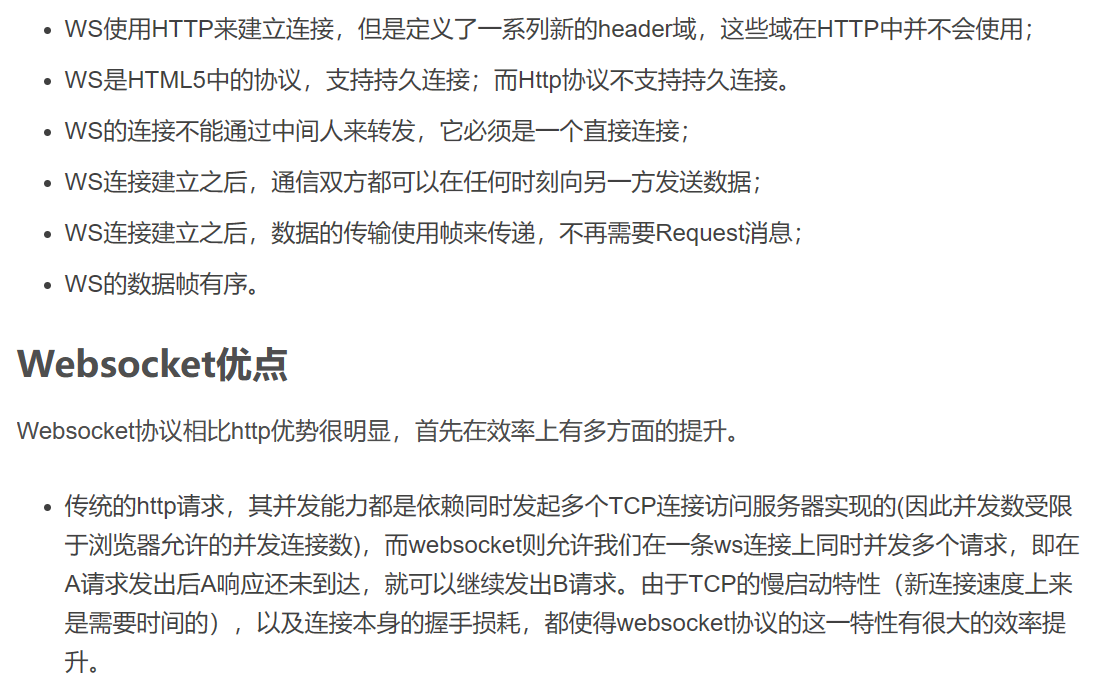 WS使用HTTP来建立连接，但是定义了一系列新的header域，这些域在HTTP中并不会使用；
WS是HTML5中的协议，支持持久连接；而Http协议不支持持久连接。
WS的连接不能通过中间人来转发，它必须是一个直接连接；
WS连接建立之后，通信双方都可以在任何时刻向另一方发送数据；
WS连接建立之后，数据的传输使用帧来传递，不再需要Request消息；
WS的数据帧有序。
Websocket优点
Websocket协议相比http优势很明显，首先在效率上有多方面的提升。
传统的http请求，其并发能力都是依赖同时发起多个TCP连接访问服务器实现的(因此并发数受限
于浏览器允许的并发连接数)，而websocket则允许我们在一条ws连接上同时并发多个请求，即在
A请求发出后A响应还未到达，就可以继续发出B请求。由于TCP的慢启动特性（新连接速度上来
是需要时间的），以及连接本身的握手损耗，都使得websocket协议的这一特性有很大的效率提
升。